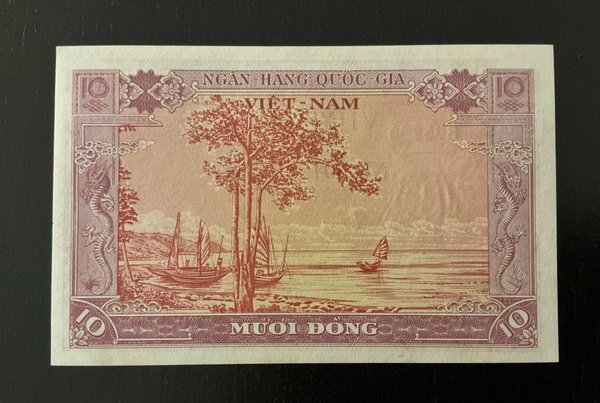 10 NGÂN-HÀNG QUỐC-GIA 10
VIỆT-NAM
10 MƯỜI ĐỒNG 10